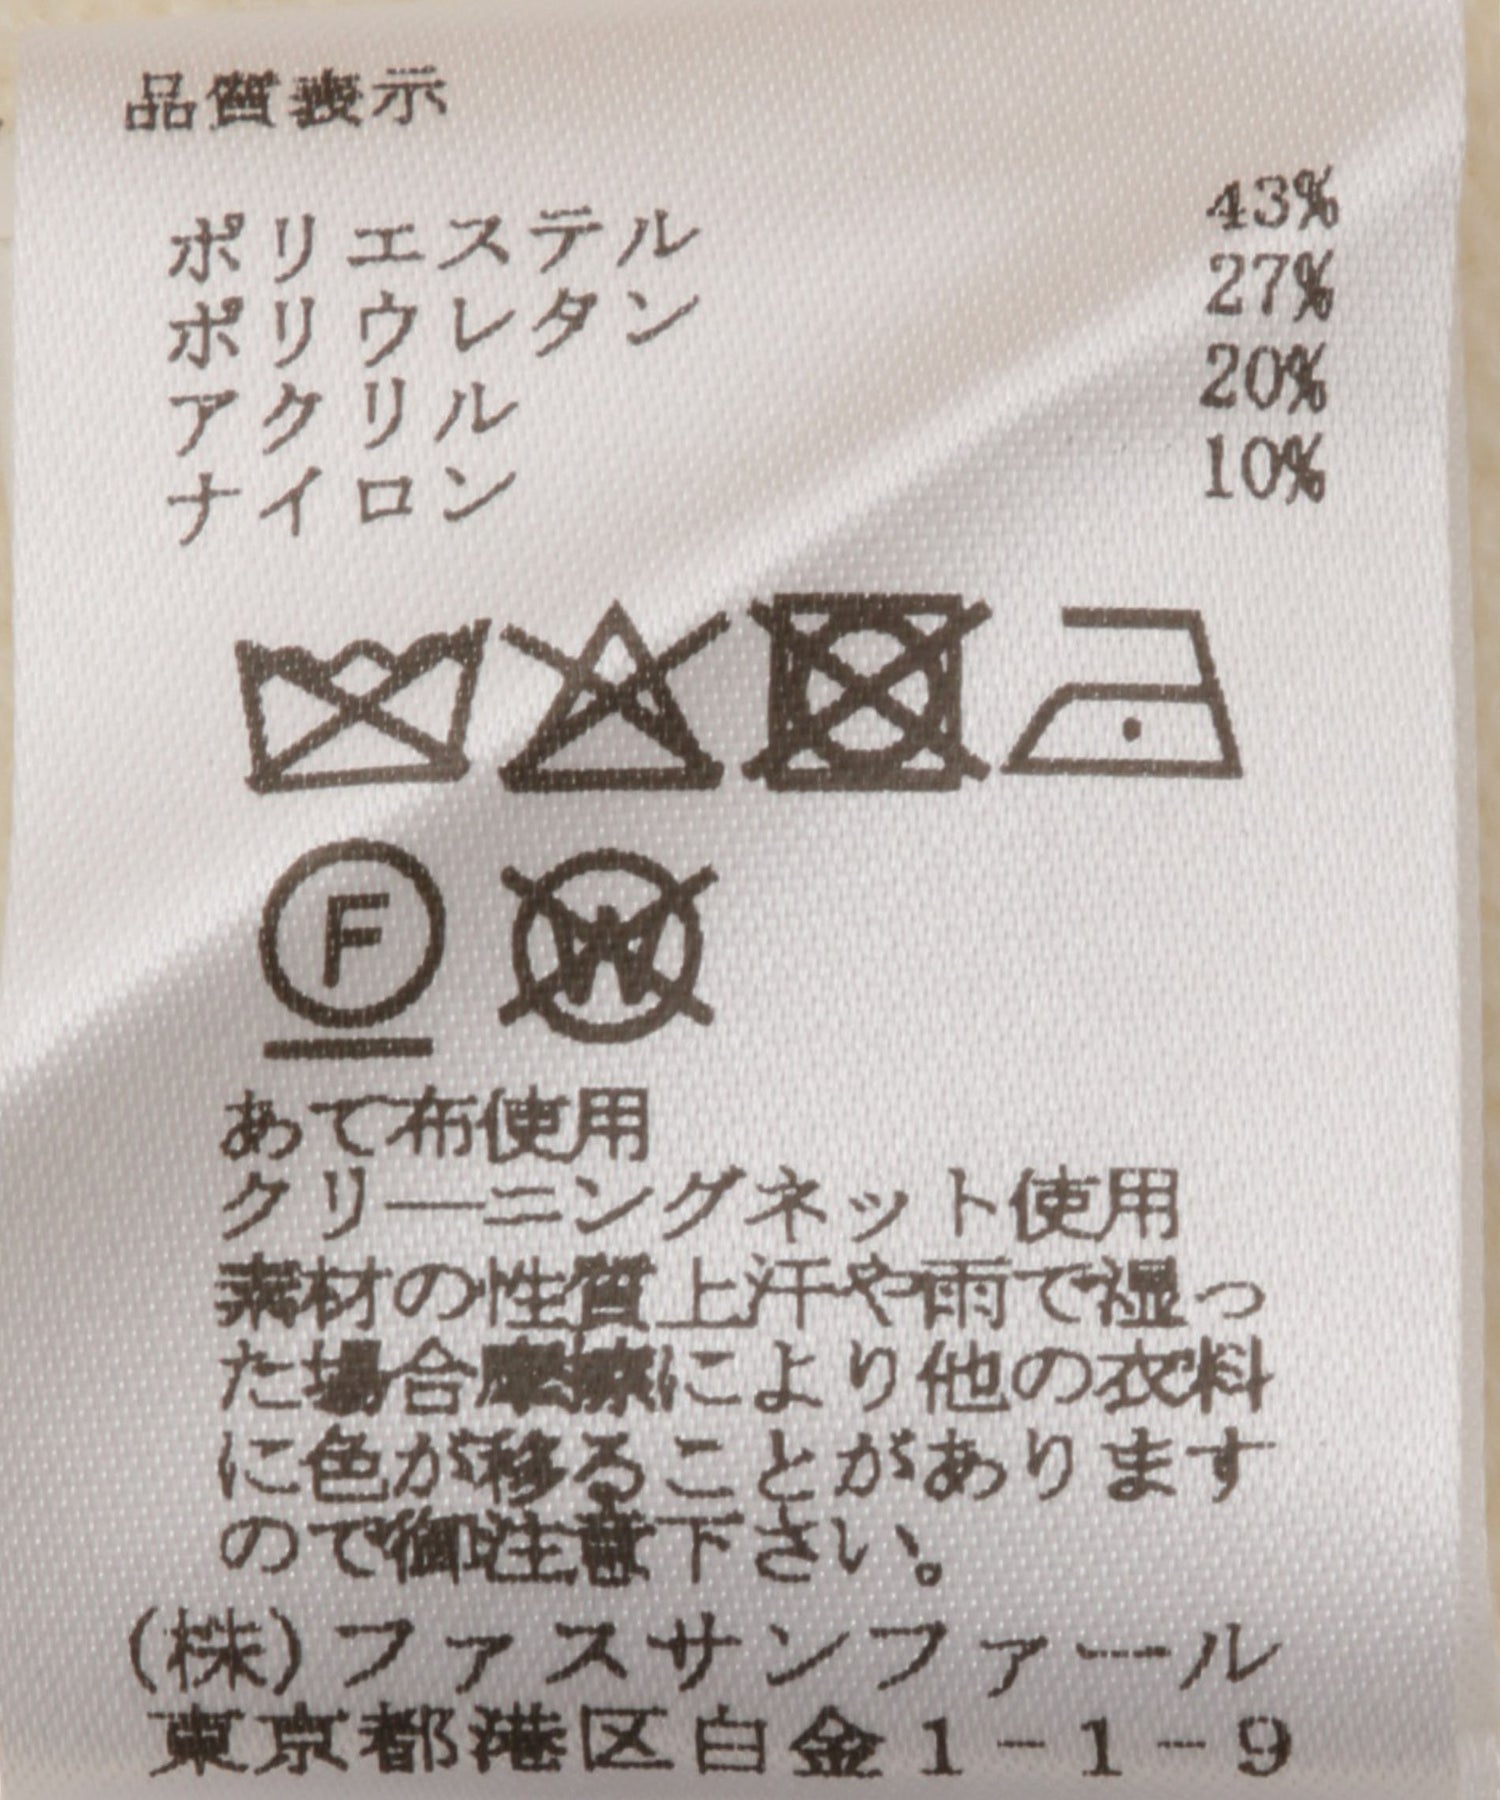 品質表示
ポリエステル 43%
ポリウレタン 27%
アクリル 20%
ナイロン 10%
F W
あて布使用
クリーニングネット使用
素材の性質上汗や雨で湿っ
た場合摩擦により他の衣料
に色が移ることがあります
ので御注意下さい。
(株)ファスサンファール
東京都港区白金1-1-9